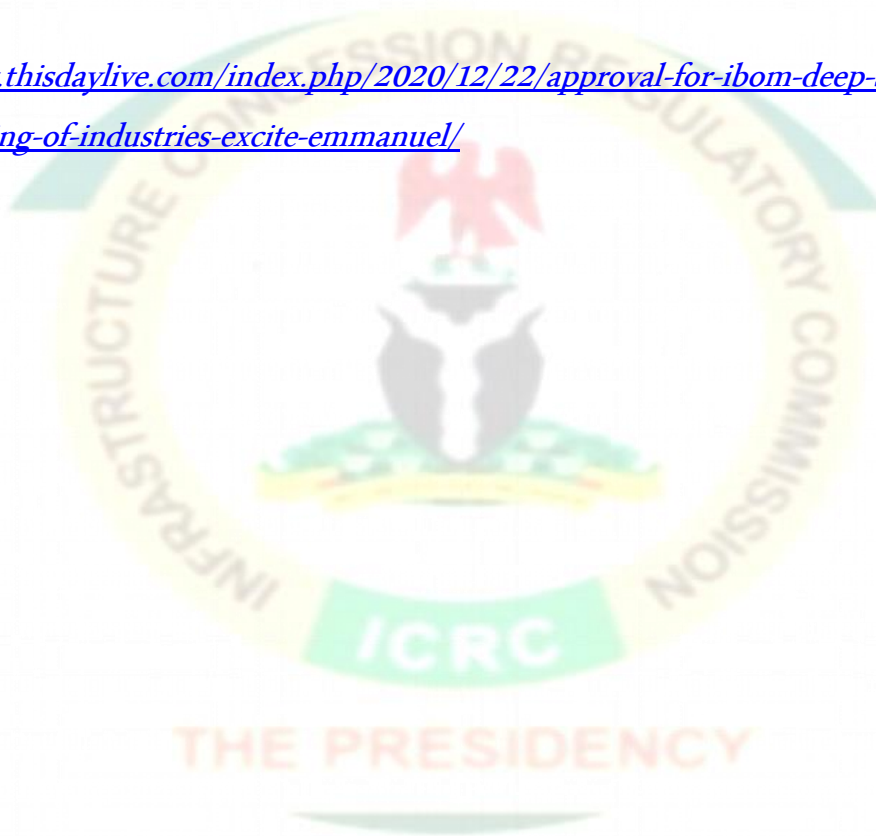 .thisdaylive.com/index.php/2020/12/22/approval-for-ibom-deep-
ng-of-industries-excite-emmanuel/
INFRASTRUCTURE CONCESSION REGULATORY COMMISSION
ICRC
THE PRESIDENCY